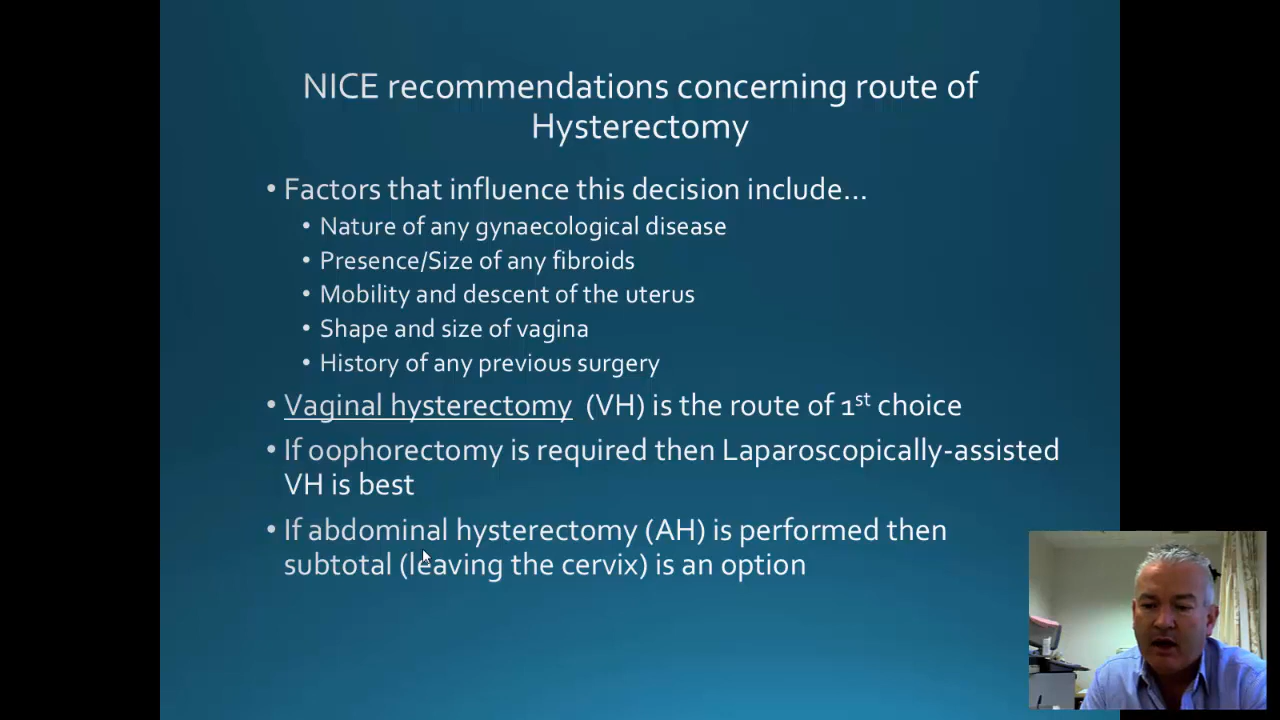 NICE recommendations concerning route of
Hysterectomy
• Factors that influence this decision include…
• Nature of any gynaecological disease
• Presence/Size of any fibroids
• Mobility and descent of the uterus
• Shape and size of vagina
• History of any previous surgery
• Vaginal hysterectomy (VH) is the route of 1st choice
• If oophorectomy is required then Laparoscopically-assisted
VH is best
• If abdominal hysterectomy (AH) is performed then
subtotal (leaving the cervix) is an option